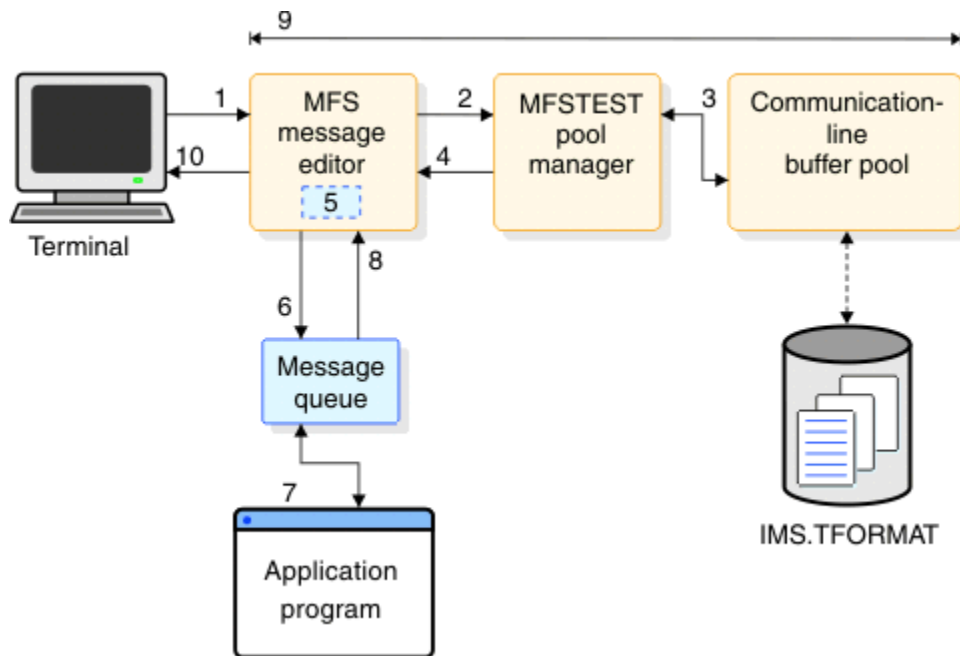 9
1
10
MFS
message
editor
5
2
4
MFSTEST
pool
manager
3
Communication-
line
buffer pool
Terminal
6
8
Message
queue
7
Application
program
IMS.TFORMAT